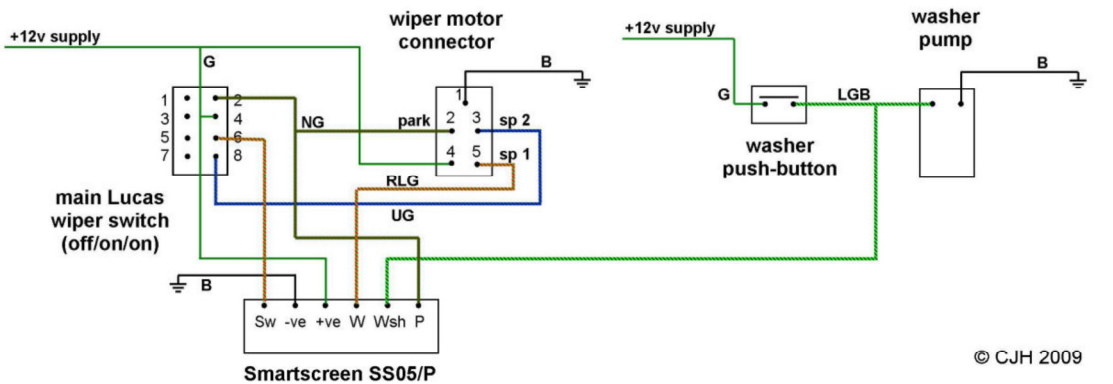 wiper motor
connector
washer
pump
+12v supply
+12v supply
G
B
B
1
2
3
4
5
6
7
8
1
2
3
4
5
NG
park
sp 2
sp 1
RLG
UG
G
LGB
washer
push-button
main Lucas
wiper switch
(off/on/on)
B
Sw -ve +ve W Wsh P
Smartscreen SS05/P
© CJH 2009